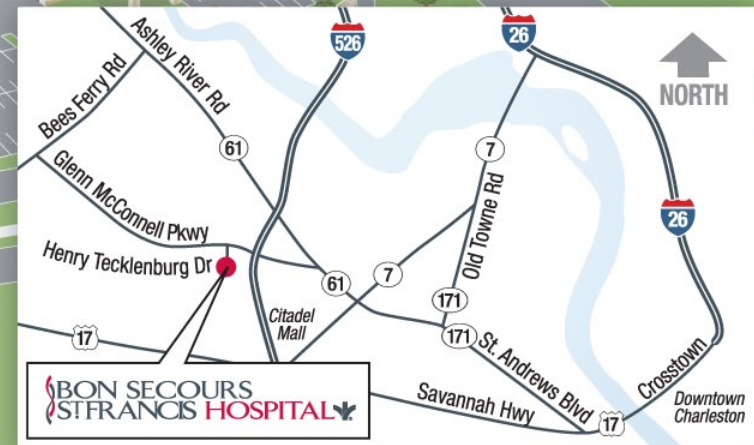 Ashley River Rd
526
26
NORTH
Bees Ferry Rd
61
7
Glenn McConnell Pkwy
Old Towne Rd
26
Henry Tecklenburg Dr
61
7
171
Citadel
Mall
17
171
St. Andrews Blvd
Crosstown
BON SECOURS
ST. FRANCIS HOSPITAL
Savannah Hwy
17
Downtown
Charleston